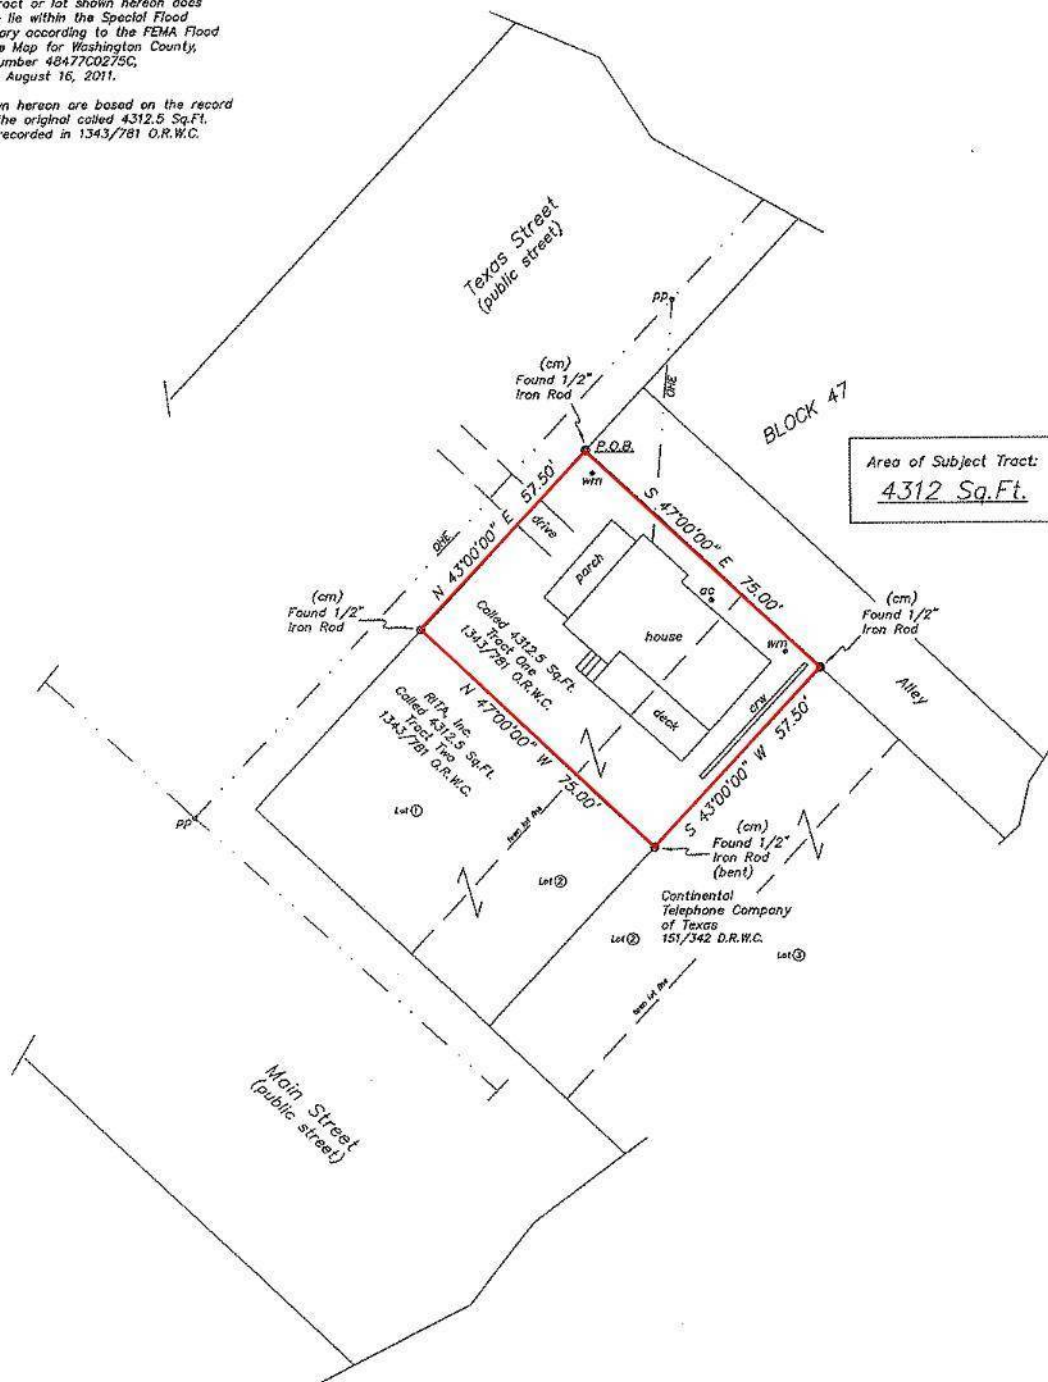 ract or lot shown hereon does
lie within the Special Flood
ary according to the FEMA Flood
e Map for Washington County,
umber 48477C0275C,
August 16, 2011.
n hereon are based on the record
he original called 4312.5 Sq.Ft.
recorded in 1343/781 O.R.W.C.
Texas Street
(public street)
pp
OHE
(cm)
Found 1/2"
Iron Rod
BLOCK 47
P.O.B.
Area of Subject Tract:
4312 Sq.Ft.
wm
N 43°00'00" E 57.50'
S 47°00'00" E 75.00'
drive
OHE
porch
ac
house
wm
(cm)
Found 1/2"
Iron Rod
(cm)
Found 1/2"
Iron Rod
Called 4312.5 Sq.Ft.
Tract One
1343/781 O.R.W.C.
deck
crw
Alley
RITA, Inc.
Called 4312.5 Sq.Ft.
Tract Two
1343/781 O.R.W.C.
N 47°00'00" W 75.00'
S 43°00'00" W 57.50'
Lot 1
pp
town lot line
(cm)
Found 1/2"
Iron Rod
(bent)
Lot 2
Continental
Telephone Company
of Texas
151/342 D.R.W.C.
Lot 2
Lot 3
town lot line
Main Street
(public street)